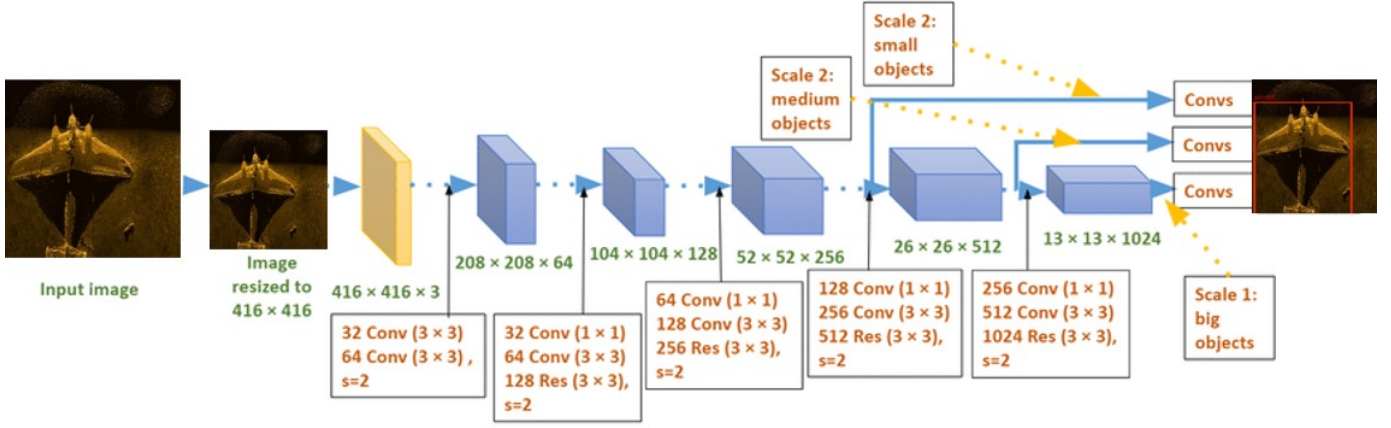 Input image
Image
resized to
416 × 416
416 × 416 × 3
32 Conv (3 × 3)
64 Conv (3 × 3) ,
s=2
208 × 208 × 64
32 Conv (1 × 1)
64 Conv (3 × 3)
128 Res (3 × 3),
s=2
104 × 104 × 128
64 Conv (1 × 1)
128 Conv (3 × 3)
256 Res (3 × 3),
s=2
52 × 52 × 256
128 Conv (1 × 1)
256 Conv (3 × 3)
512 Res (3 × 3),
s=2
26 × 26 × 512
256 Conv (1 × 1)
512 Conv (3 × 3)
1024 Res (3 × 3),
s=2
13 × 13 × 1024
Scale 2:
small
objects
Scale 2:
medium
objects
Scale 1:
big
objects
Convs
Convs
Convs